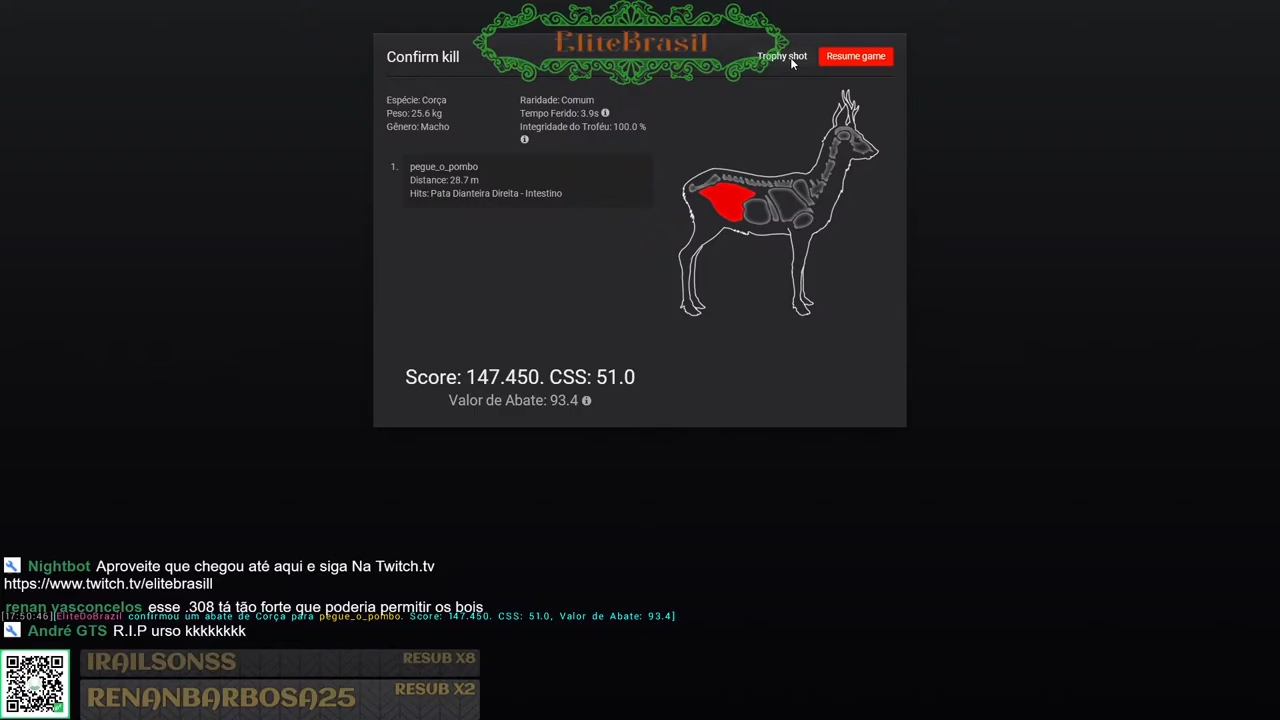 EliteBrasil
Confirm kill
Trophy shot
Resume game
Espécie: Corça
Peso: 25.6 kg
Gênero: Macho
Raridade: Comum
Tempo Ferido: 3.9s
Integridade do Troféu: 100.0 %
1.
pegue_o_pombo
Distance: 28.7 m
Hits: Pata Dianteira Direita - Intestino
Score: 147.450. CSS: 51.0
Valor de Abate: 93.4
Nightbot Aproveite que chegou até aqui e siga Na Twitch.tv
https://www.twitch.tv/elitebrasill
renan vasconcelos esse .308 tá tão forte que poderia permitir os bois
[17:50:46][EliteDoBrazil confirmou um abate de Corça para pegue_o_pombo. Score: 147.450. CSS: 51.0, Valor de Abate: 93.4]
André GTS R.I.P urso kkkkkkkk
IRAILSONSS RESUB X8
RENANBARBOSA25 RESUB X2